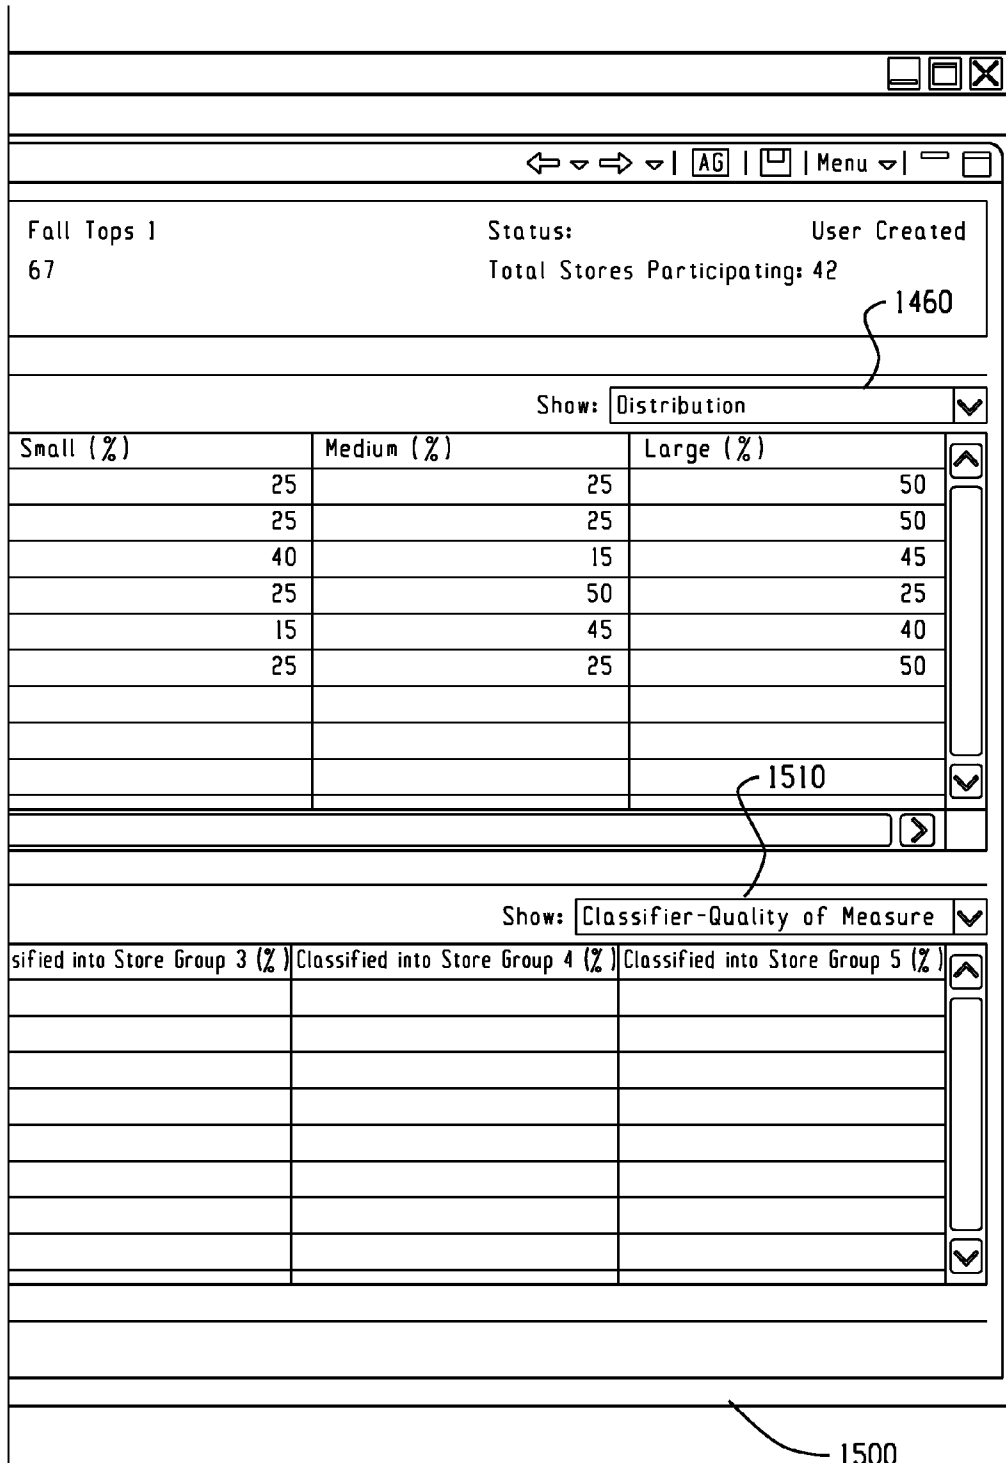 AG | | Menu
Fall Tops 1 Status: User Created
67 Total Stores Participating: 42
1460
Show: Distribution
Small (%) Medium (%) Large (%)
25 25 50
25 25 50
40 15 45
25 50 25
15 45 40
25 25 50
1510
Show: Classifier-Quality of Measure
sified into Store Group 3 (%) Classified into Store Group 4 (%) Classified into Store Group 5 (%)
1500